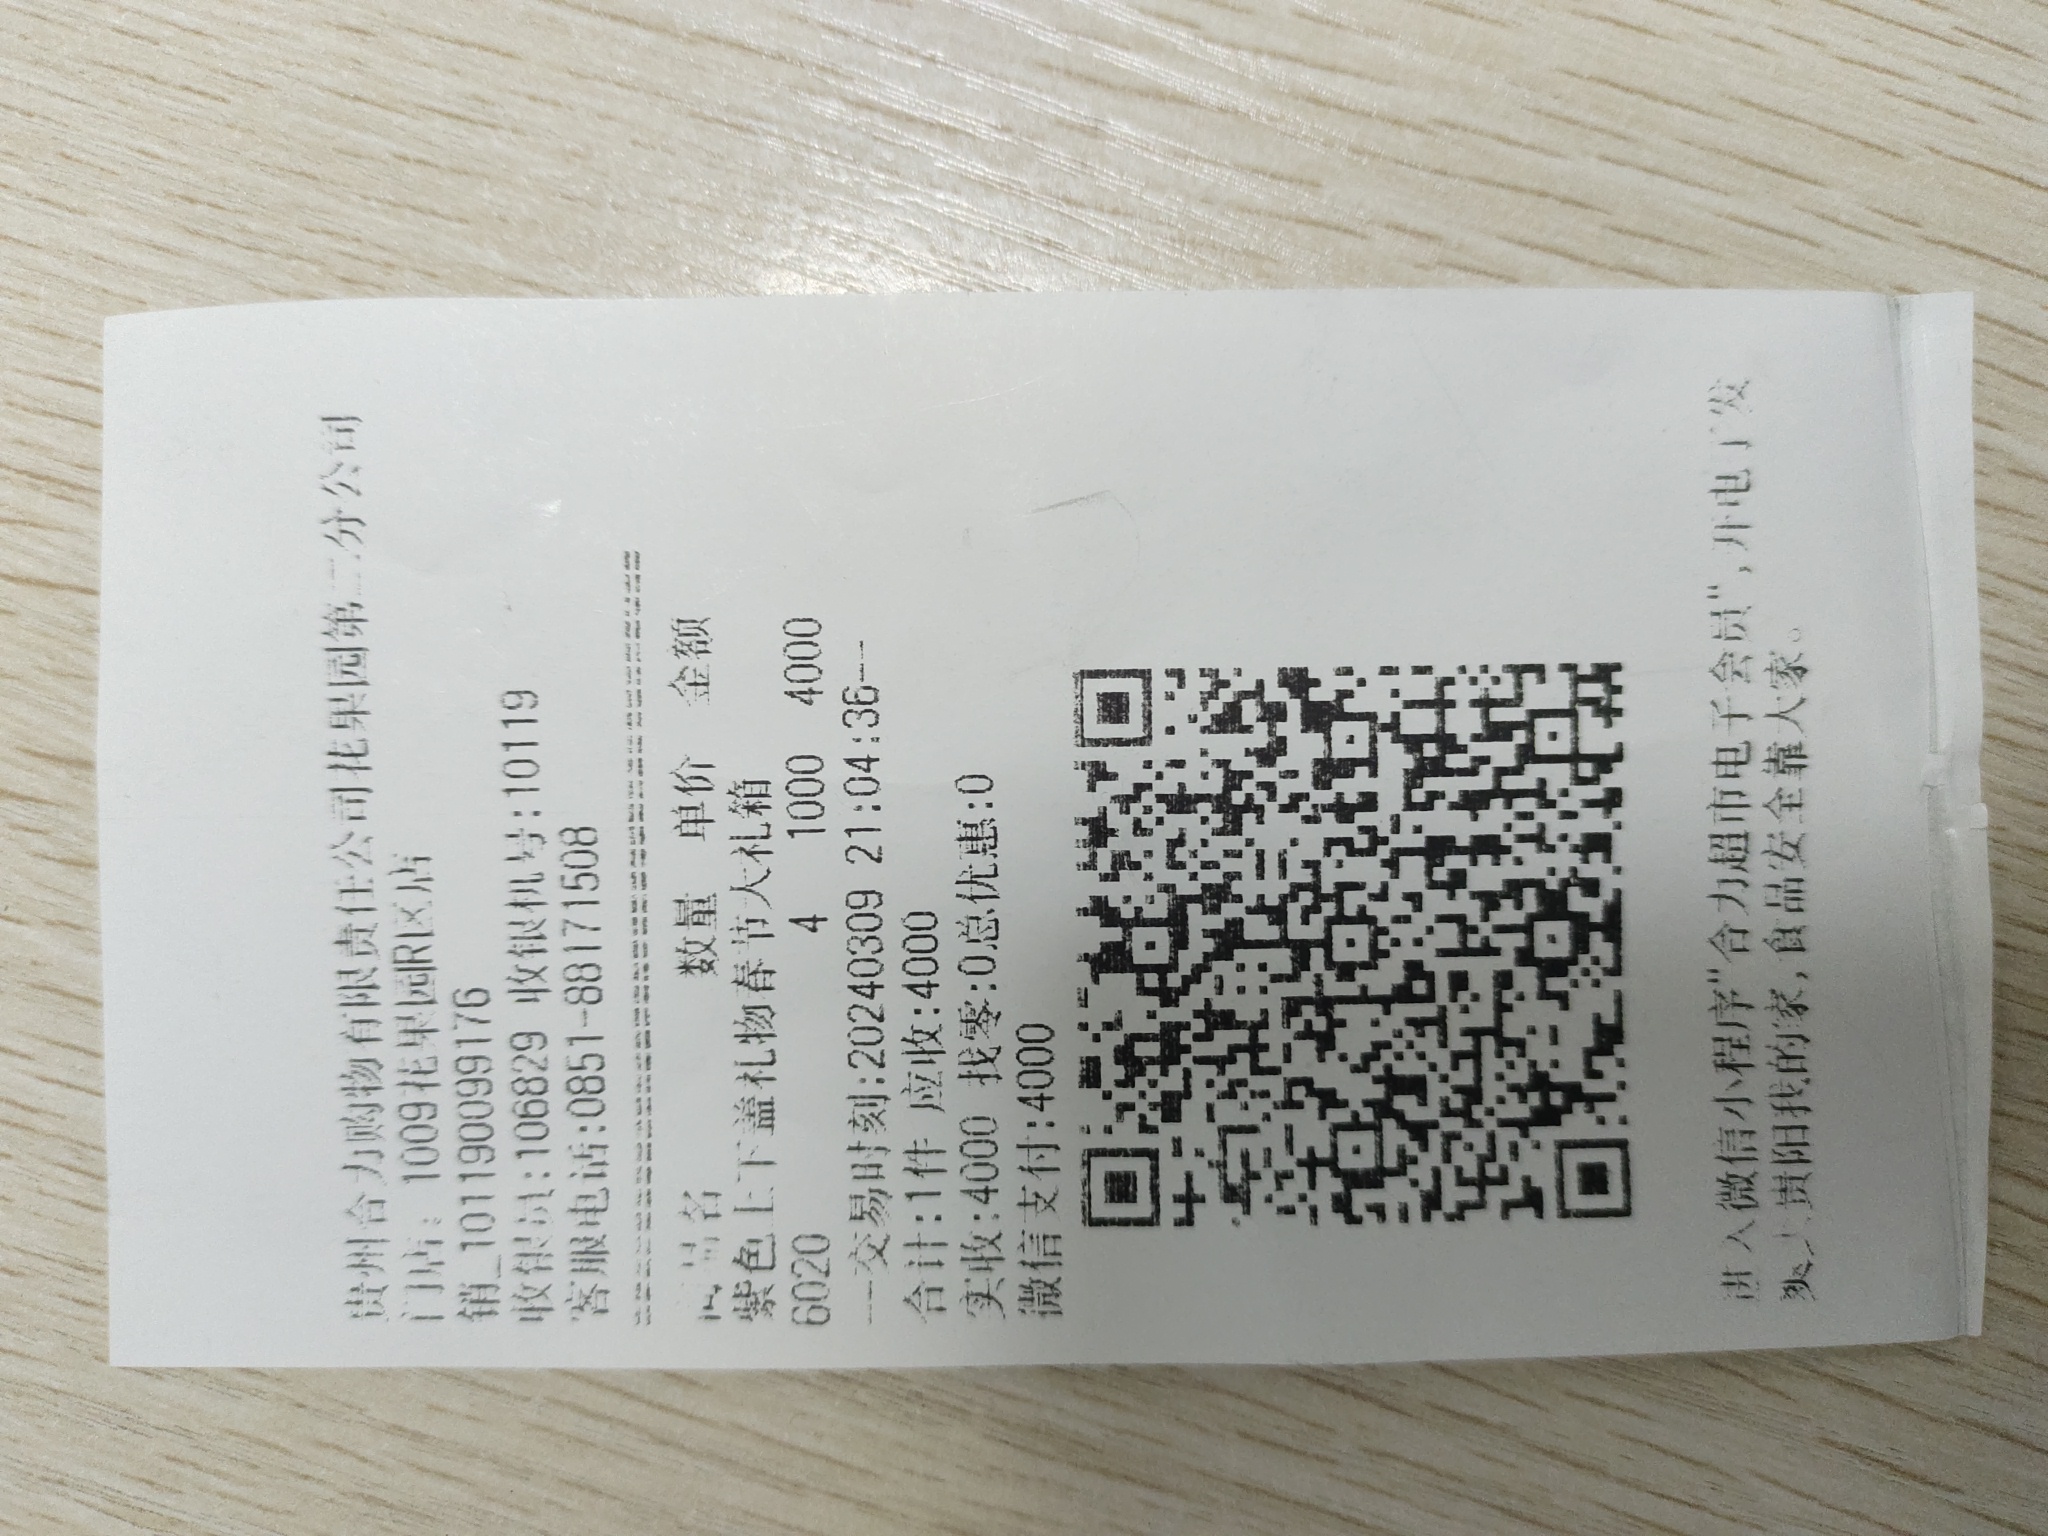 贵州合力购物有限责任公司花果园第二分公司
门店: 1009花果园R区店
销_10119009099176
收银员:106829 收银机号:10119
客服电话:0851-88171508
================================
品名 数量 单价 金额
紫色上下盖礼物春节大礼箱
6020 4 1000 4000
---交易时刻:20240309 21:04:36---
合计:1件 应收:4000
实收:4000 找零:0总优惠:0
微信支付:4000
进入微信小程序"合力超市电子会员",开电子发
贵阳我的家,食品安全靠大家。